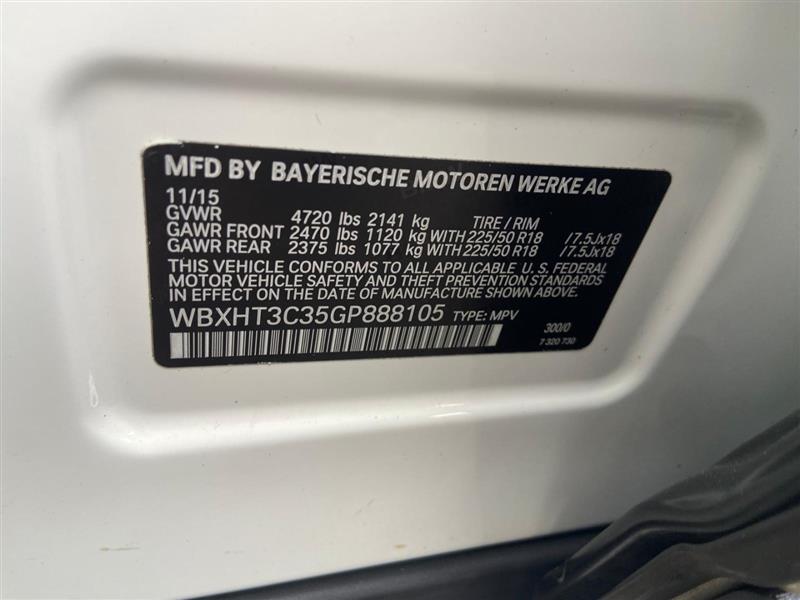 MFD BY BAYERISCHE MOTOREN WERKE AG
11/15
GVWR 4720 lbs 2141 kg TIRE / RIM
GAWR FRONT 2470 lbs 1120 kg WITH 225/50 R18 /7.5Jx18
GAWR REAR 2375 lbs 1077 kg WITH 225/50 R18 /7.5Jx18
THIS VEHICLE CONFORMS TO ALL APPLICABLE U. S. FEDERAL
MOTOR VEHICLE SAFETY AND THEFT PREVENTION STANDARDS
IN EFFECT ON THE DATE OF MANUFACTURE SHOWN ABOVE.
WBXHT3C35GP888105 TYPE: MPV
300/0
7 320 730